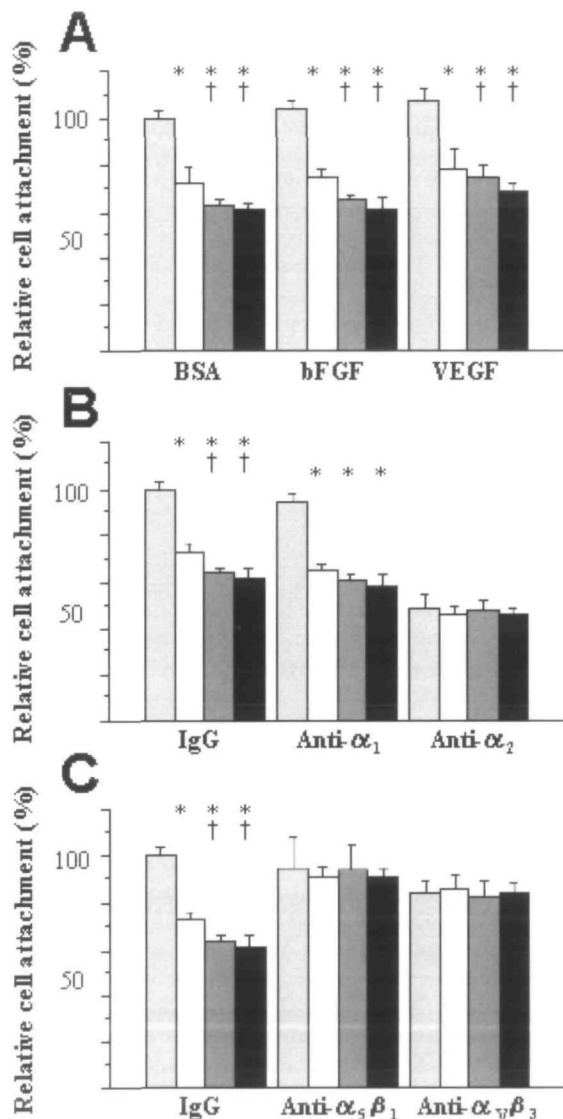 A
Relative cell attachment (%)
* * * * * * * * *
† † † † † †
100
50
BSA bFGF VEGF
B
Relative cell attachment (%)
* * *
† †
* * *
100
50
IgG Anti-α₁ Anti-α₂
C
Relative cell attachment (%)
* * *
† †
100
50
IgG Anti-α₅β₁ Anti-αᵥβ₃